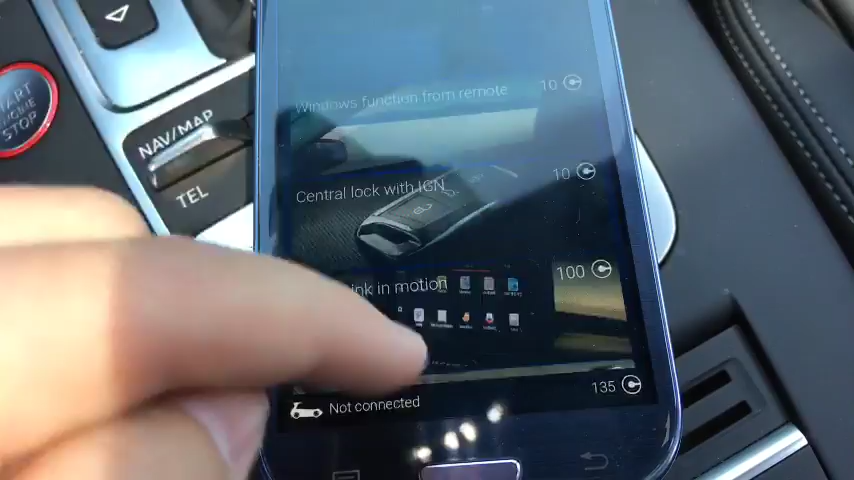 START
ENGINE
STOP
NAV/MAP
TEL
Windows function from remote 10
Central lock with IGN 10
ink in motion 100
Not connected 135